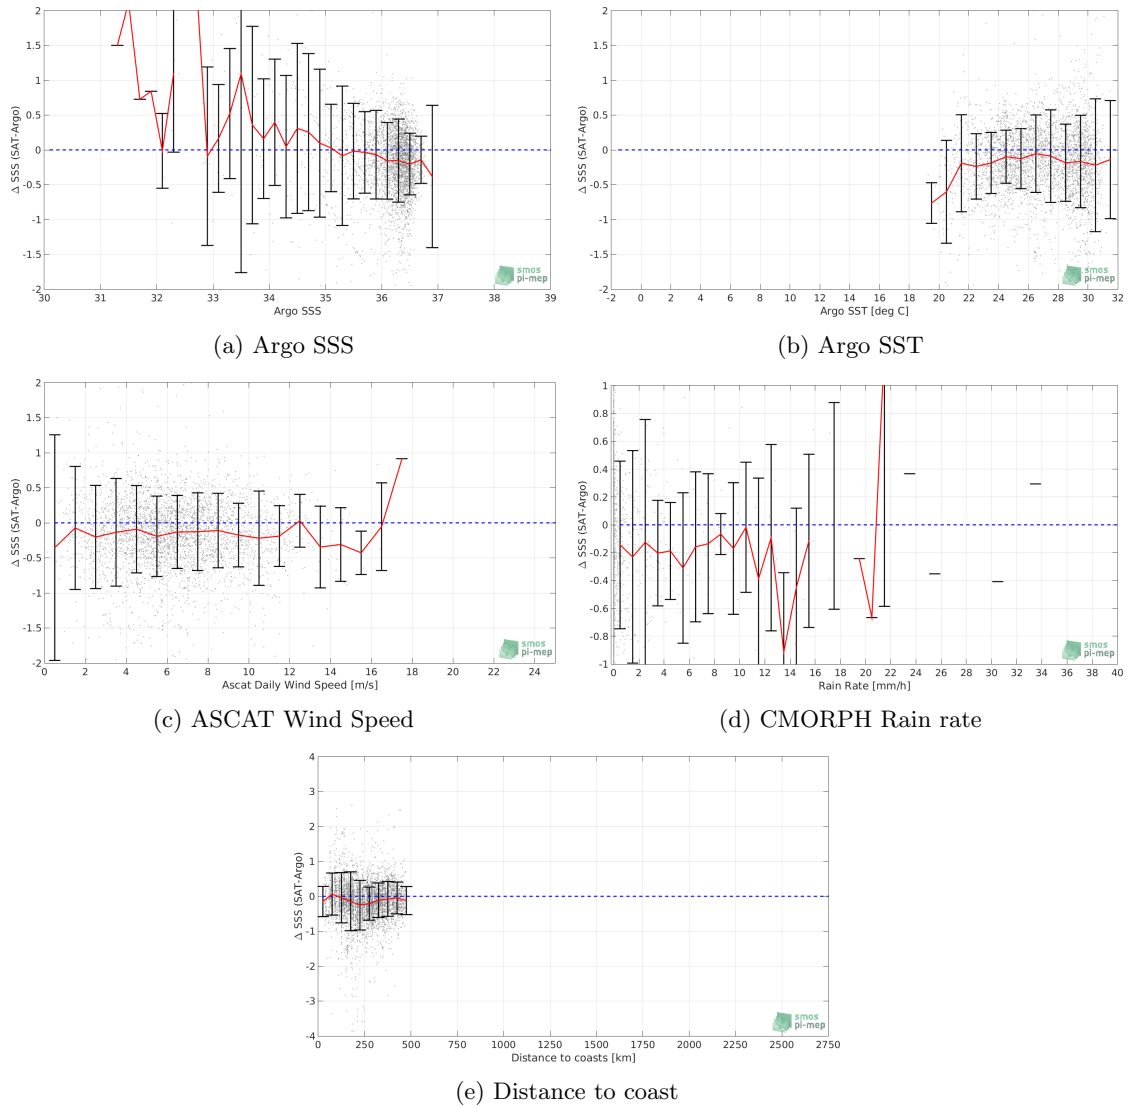 2
1.5
1
0.5
0
-0.5
-1
-1.5
-2
Δ SSS (SAT-Argo)
30 31 32 33 34 35 36 37 38 39
Argo SSS
smos
pi-mep
(a) Argo SSS
2
1.5
1
0.5
0
-0.5
-1
-1.5
-2
Δ SSS (SAT-Argo)
-2 0 2 4 6 8 10 12 14 16 18 20 22 24 26 28 30 32
Argo SST [deg C]
smos
pi-mep
(b) Argo SST
2
1.5
1
0.5
0
-0.5
-1
-1.5
-2
Δ SSS (SAT-Argo)
0 2 4 6 8 10 12 14 16 18 20 22 24
Ascat Daily Wind Speed [m/s]
smos
pi-mep
(c) ASCAT Wind Speed
1
0.8
0.6
0.4
0.2
0
-0.2
-0.4
-0.6
-0.8
-1
Δ SSS (SAT-Argo)
0 2 4 6 8 10 12 14 16 18 20 22 24 26 28 30 32 34 36 38 40
Rain Rate [mm/h]
smos
pi-mep
(d) CMORPH Rain rate
4
3
2
1
0
-1
-2
-3
-4
Δ SSS (SAT-Argo)
0 250 500 750 1000 1250 1500 1750 2000 2250 2500 2750
Distance to coasts [km]
smos
pi-mep
(e) Distance to coast